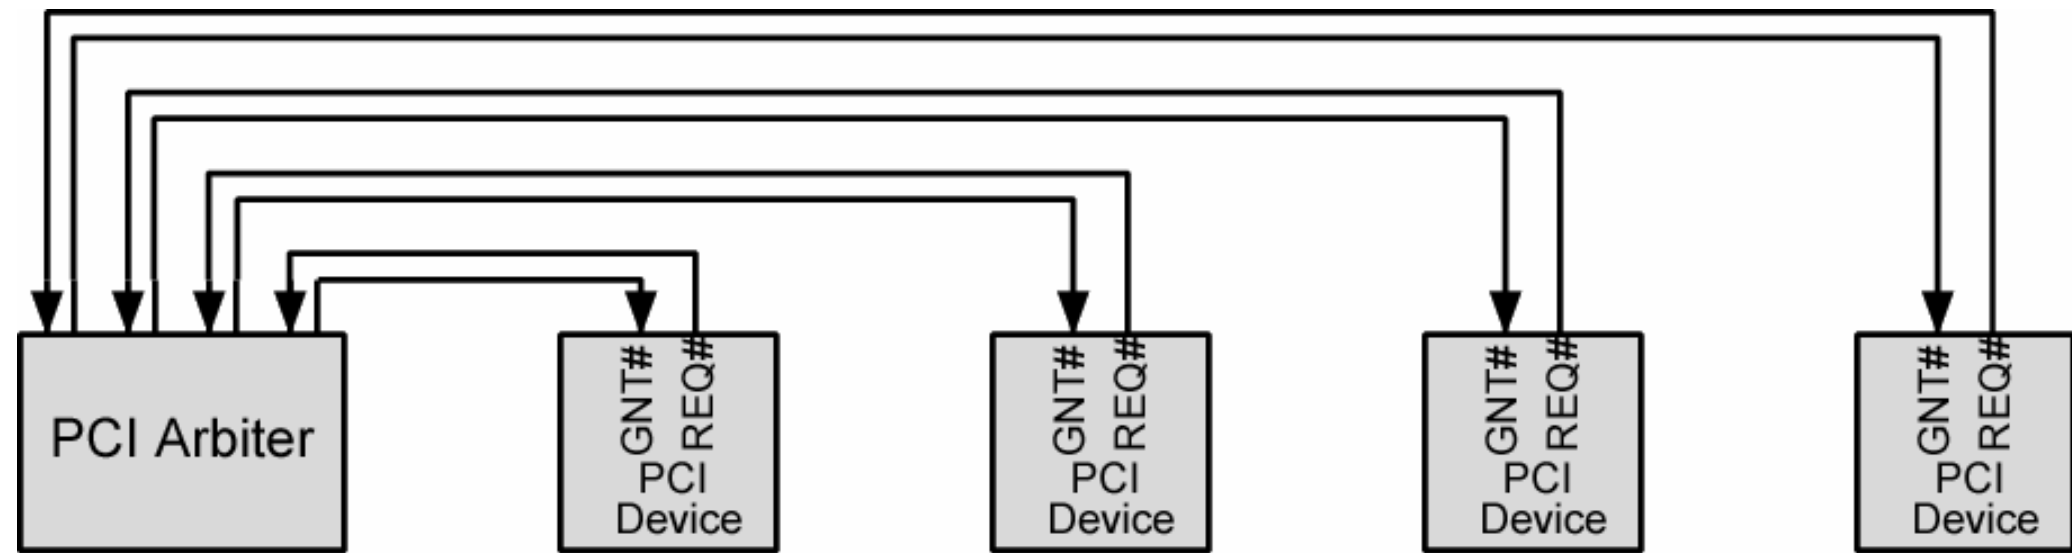 PCI Arbiter
GNT#
REQ#
PCI
Device
GNT#
REQ#
PCI
Device
GNT#
REQ#
PCI
Device
GNT#
REQ#
PCI
Device